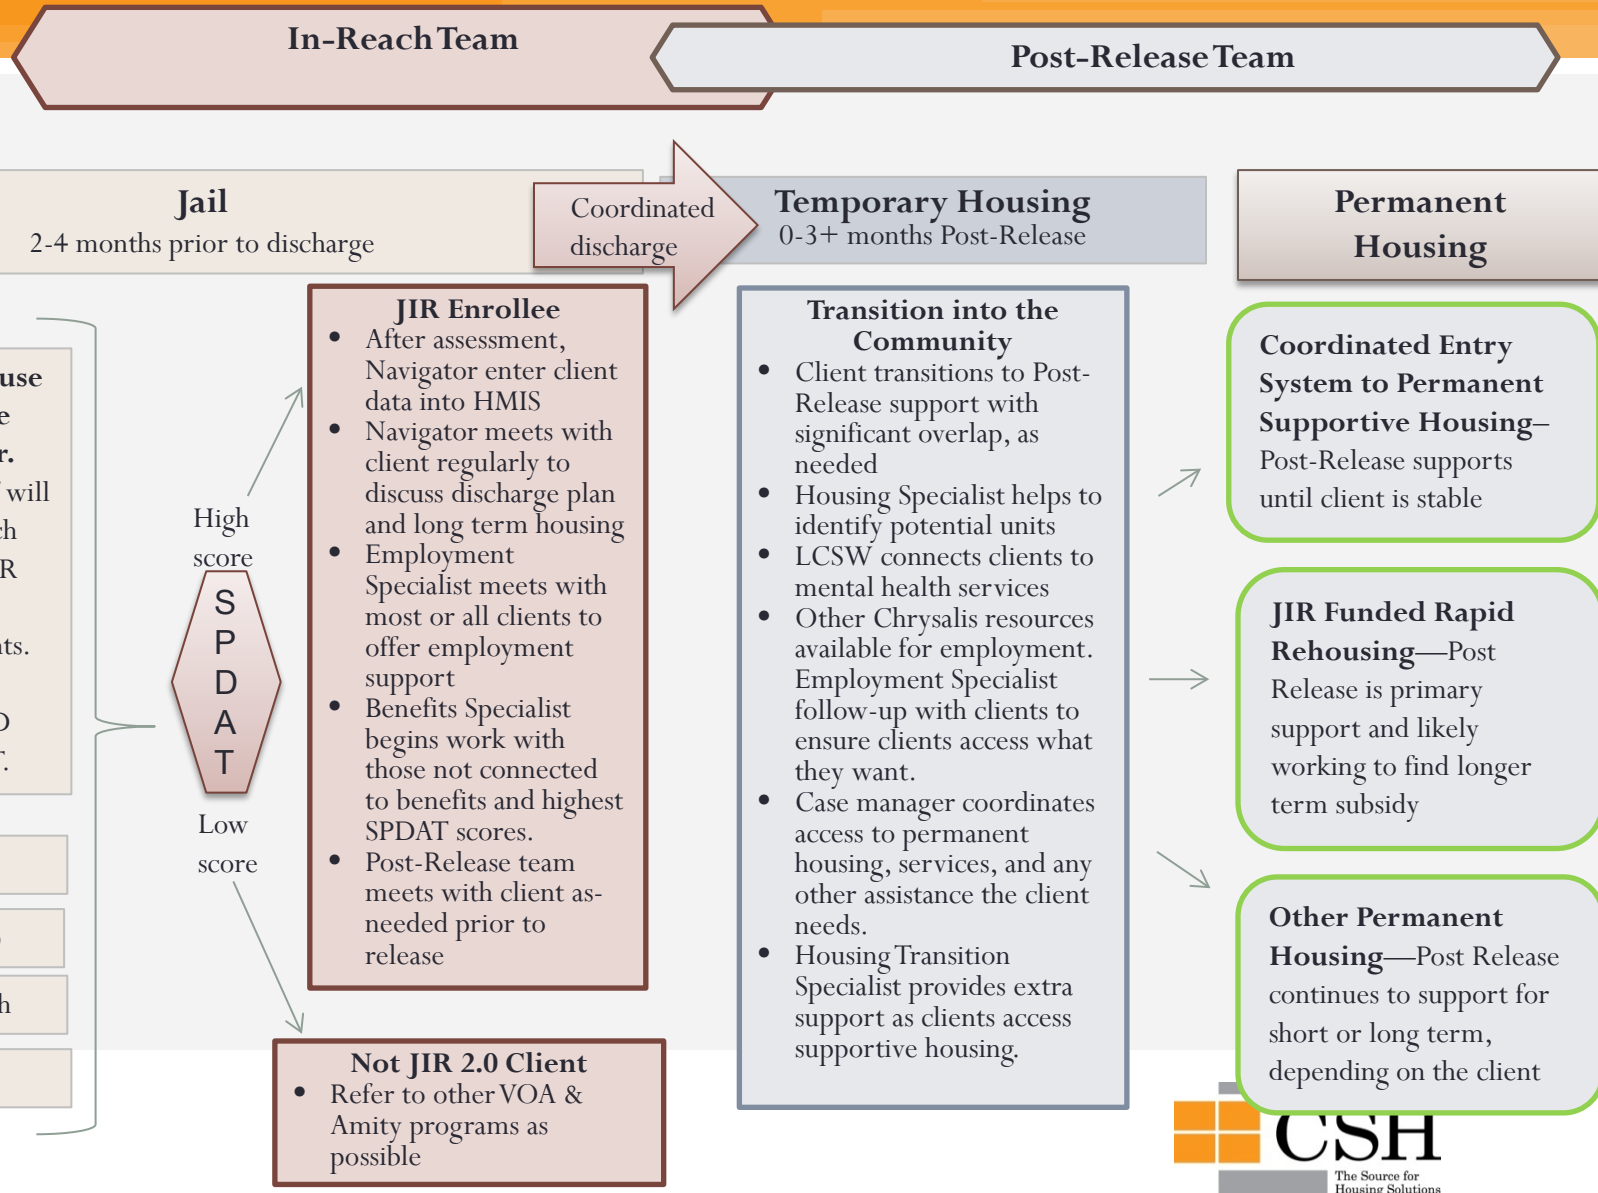 In-Reach Team
Post-Release Team
Jail
2-4 months prior to discharge
Coordinated
discharge
Temporary Housing
0-3+ months Post-Release
Permanent
Housing
use
will
R
High
score
S
P
D
A
T
Low
score
JIR Enrollee
• After assessment,
Navigator enter client
data into HMIS
• Navigator meets with
client regularly to
discuss discharge plan
and long term housing
• Employment
Specialist meets with
most or all clients to
offer employment
support
• Benefits Specialist
begins work with
those not connected
to benefits and highest
SPDAT scores.
• Post-Release team
meets with client as-
needed prior to
release
Not JIR 2.0 Client
• Refer to other VOA &
Amity programs as
possible
Transition into the
Community
• Client transitions to Post-
Release support with
significant overlap, as
needed
• Housing Specialist helps to
identify potential units
• LCSW connects clients to
mental health services
• Other Chrysalis resources
available for employment.
Employment Specialist
follow-up with clients to
ensure clients access what
they want.
• Case manager coordinates
access to permanent
housing, services, and any
other assistance the client
needs.
• Housing Transition
Specialist provides extra
support as clients access
supportive housing.
Coordinated Entry
System to Permanent
Supportive Housing–
Post-Release supports
until client is stable
JIR Funded Rapid
Rehousing—Post
Release is primary
support and likely
working to find longer
term subsidy
Other Permanent
Housing—Post Release
continues to support for
short or long term,
depending on the client
CSH
The Source for
Housing Solutions